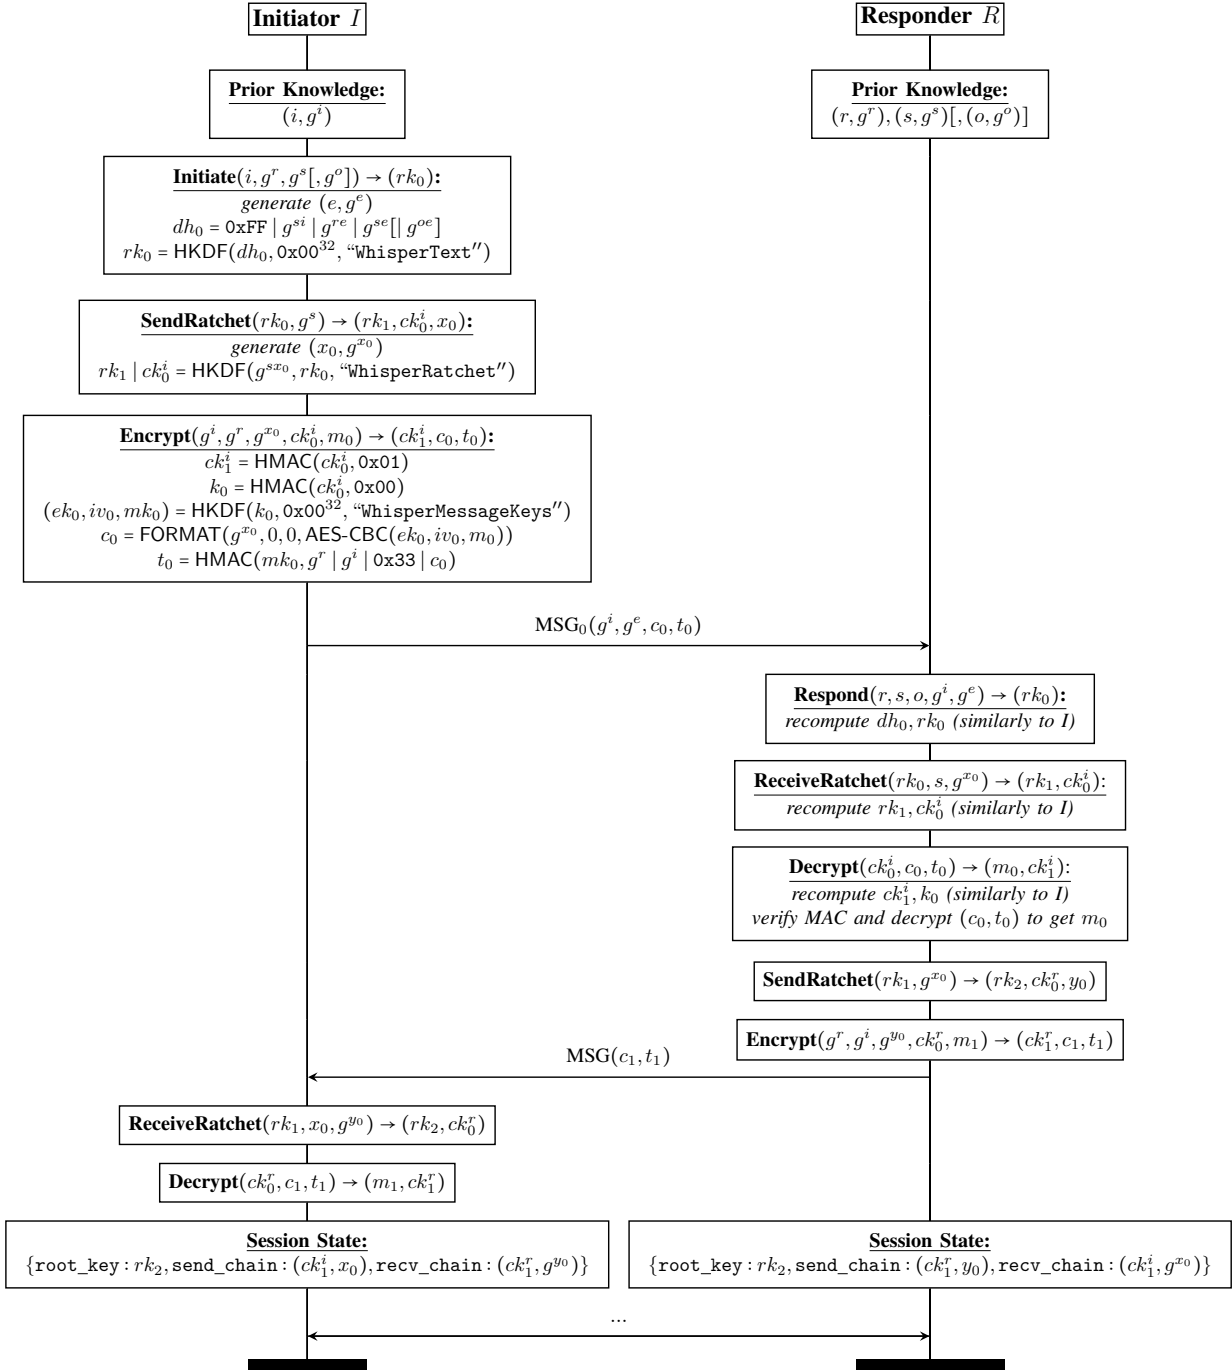 Initiator I
Responder R
Prior Knowledge:
(i, g^i)
Prior Knowledge:
(r, g^r), (s, g^s)[, (o, g^o)]
Initiate(i, g^r, g^s[, g^o]) → (rk_0):
generate (e, g^e)
dh_0 = 0xFF | g^{si} | g^{re} | g^{se}[| g^{oe}]
rk_0 = HKDF(dh_0, 0x00^{32}, “WhisperText”)
SendRatchet(rk_0, g^s) → (rk_1, ck_0^i, x_0):
generate (x_0, g^{x_0})
rk_1 | ck_0^i = HKDF(g^{sx_0}, rk_0, “WhisperRatchet”)
Encrypt(g^i, g^r, g^{x_0}, ck_0^i, m_0) → (ck_1^i, c_0, t_0):
ck_1^i = HMAC(ck_0^i, 0x01)
k_0 = HMAC(ck_0^i, 0x00)
(ek_0, iv_0, mk_0) = HKDF(k_0, 0x00^{32}, “WhisperMessageKeys”)
c_0 = FORMAT(g^{x_0}, 0, 0, AES-CBC(ek_0, iv_0, m_0))
t_0 = HMAC(mk_0, g^r | g^i | 0x33 | c_0)
MSG_0(g^i, g^e, c_0, t_0)
Respond(r, s, o, g^i, g^e) → (rk_0):
recompute dh_0, rk_0 (similarly to I)
ReceiveRatchet(rk_0, s, g^{x_0}) → (rk_1, ck_0^i):
recompute rk_1, ck_0^i (similarly to I)
Decrypt(ck_0^i, c_0, t_0) → (m_0, ck_1^i):
recompute ck_1^i, k_0 (similarly to I)
verify MAC and decrypt (c_0, t_0) to get m_0
SendRatchet(rk_1, g^{x_0}) → (rk_2, ck_0^r, y_0)
Encrypt(g^r, g^i, g^{y_0}, ck_0^r, m_1) → (ck_1^r, c_1, t_1)
MSG(c_1, t_1)
ReceiveRatchet(rk_1, x_0, g^{y_0}) → (rk_2, ck_0^r)
Decrypt(ck_0^r, c_1, t_1) → (m_1, ck_1^r)
Session State:
{root_key : rk_2, send_chain : (ck_1^i, x_0), recv_chain : (ck_1^r, g^{y_0})}
Session State:
{root_key : rk_2, send_chain : (ck_1^r, y_0), recv_chain : (ck_1^i, g^{x_0})}
...